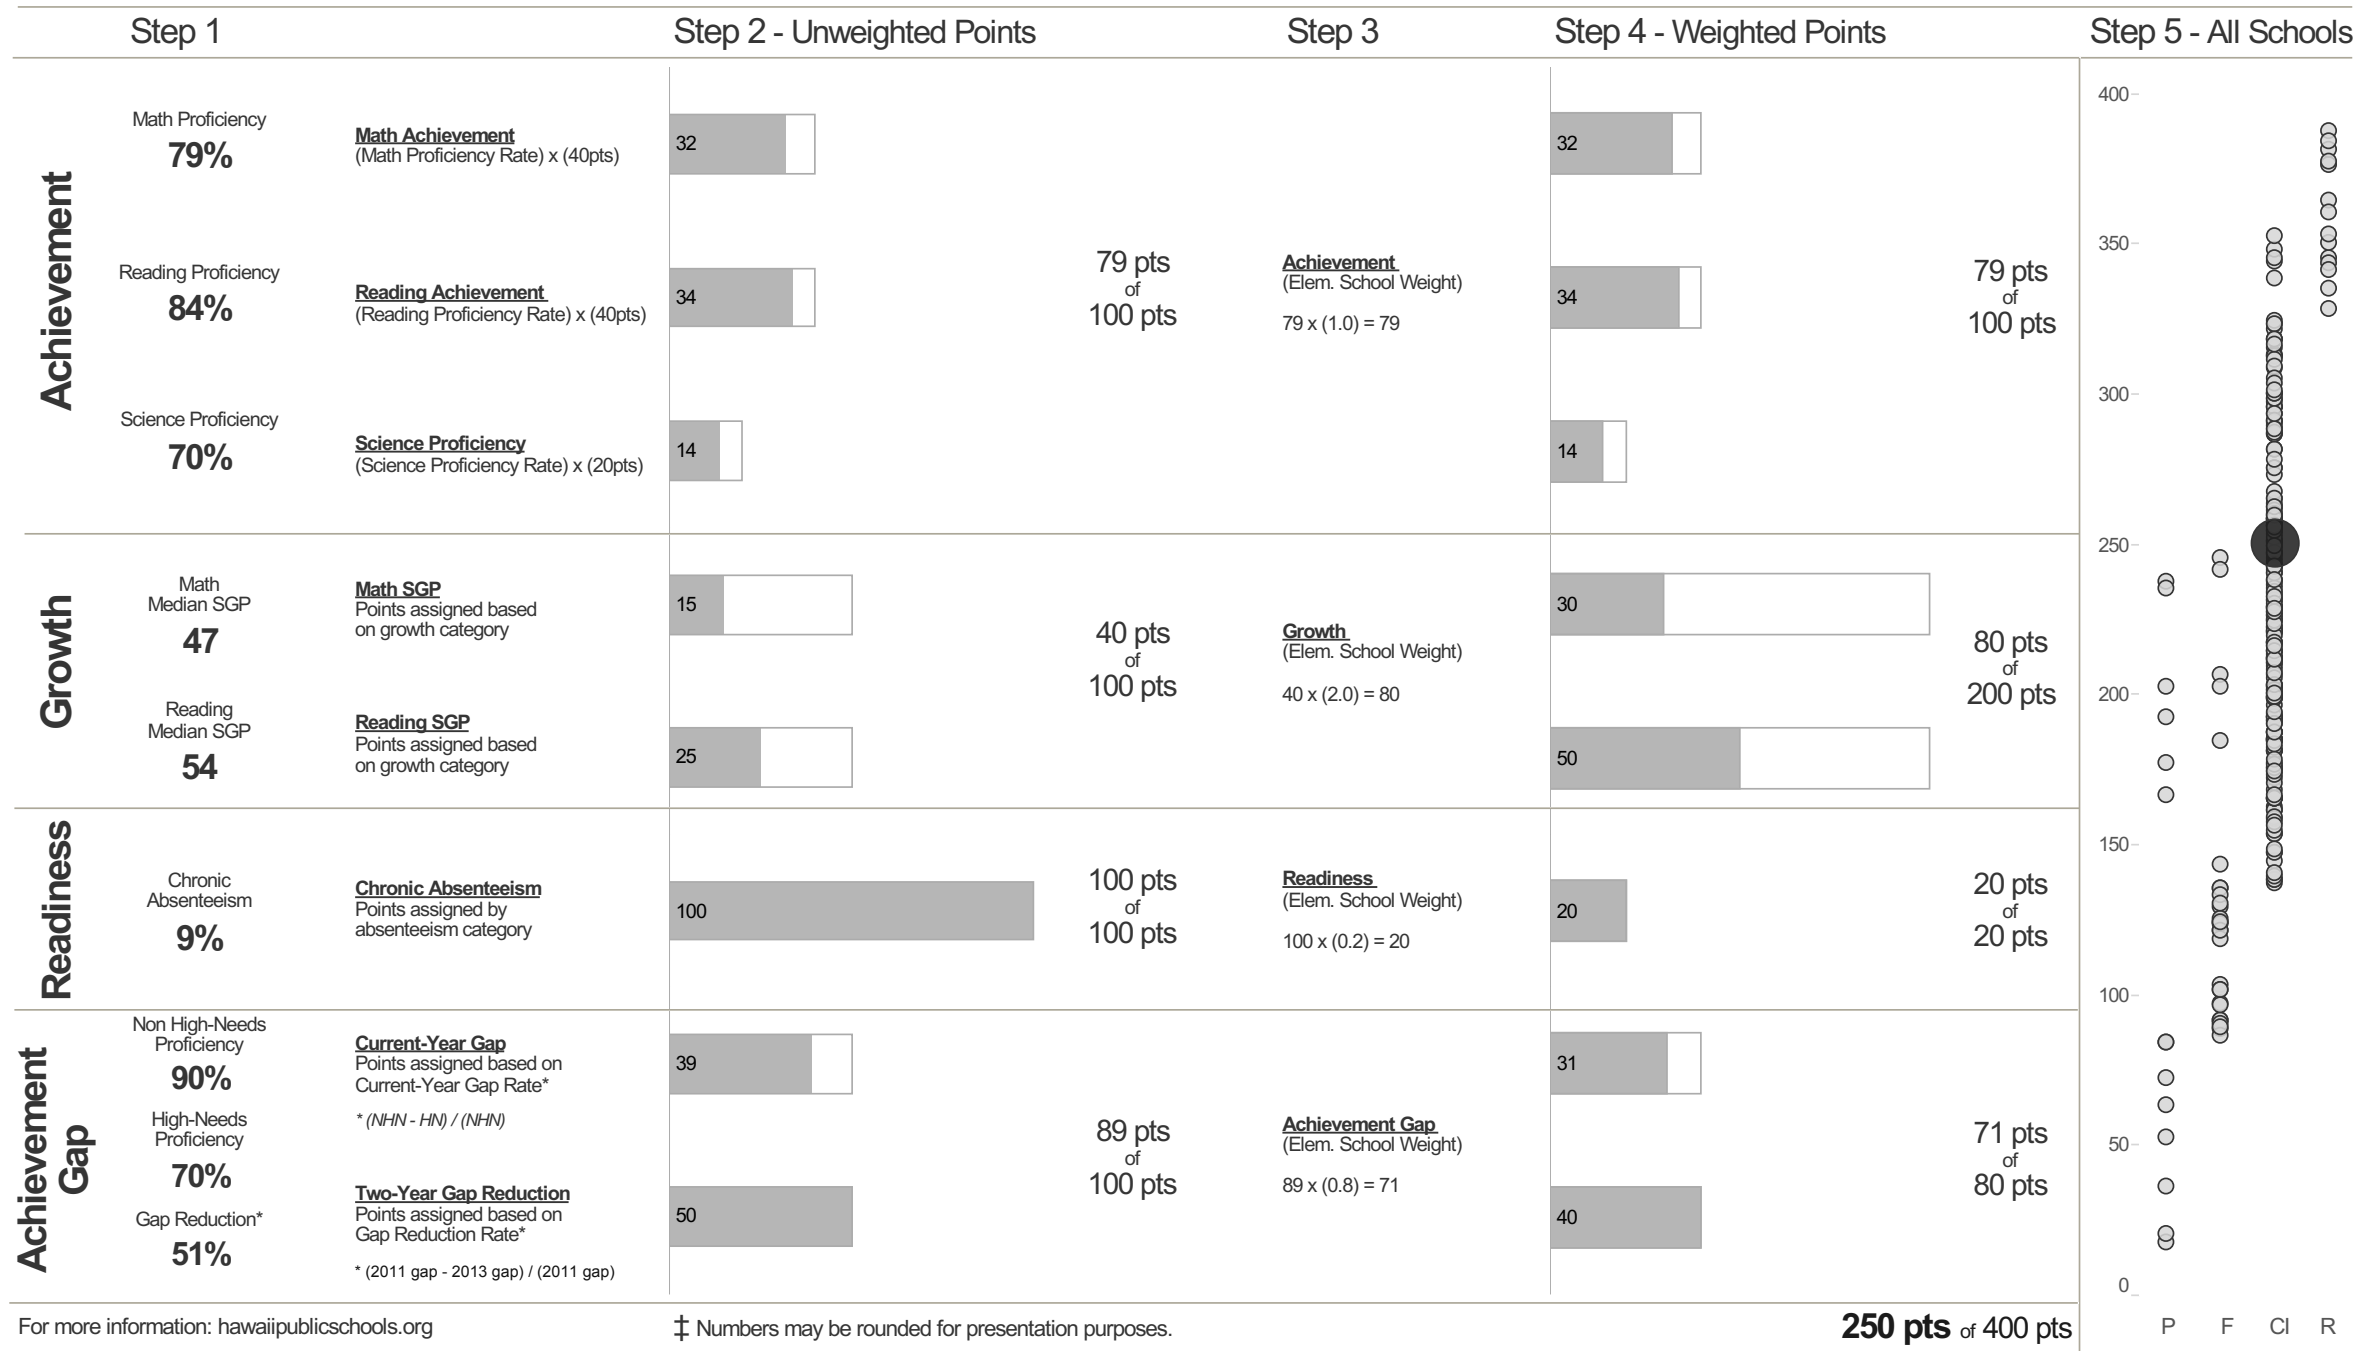 Step 1
Step 2 - Unweighted Points
Step 3
Step 4 - Weighted Points
Step 5 - All Schools
Achievement
Math Proficiency
79%
Math Achievement
(Math Proficiency Rate) x (40pts)
32
32
Reading Proficiency
84%
Reading Achievement
(Reading Proficiency Rate) x (40pts)
34
79 pts
of
100 pts
Achievement
(Elem. School Weight)
79 x (1.0) = 79
34
79 pts
of
100 pts
Science Proficiency
70%
Science Proficiency
(Science Proficiency Rate) x (20pts)
14
14
Growth
Math
Median SGP
47
Math SGP
Points assigned based
on growth category
15
40 pts
of
100 pts
Growth
(Elem. School Weight)
40 x (2.0) = 80
30
80 pts
of
200 pts
Reading
Median SGP
54
Reading SGP
Points assigned based
on growth category
25
50
Readiness
Chronic
Absenteeism
9%
Chronic Absenteeism
Points assigned by
absenteeism category
100
100 pts
of
100 pts
Readiness
(Elem. School Weight)
100 x (0.2) = 20
20
20 pts
of
20 pts
Achievement
Gap
Non High-Needs
Proficiency
90%
High-Needs
Proficiency
70%
Gap Reduction*
51%
Current-Year Gap
Points assigned based on
Current-Year Gap Rate*
* (NHN - HN) / (NHN)
Two-Year Gap Reduction
Points assigned based on
Gap Reduction Rate*
* (2011 gap - 2013 gap) / (2011 gap)
39
50
89 pts
of
100 pts
Achievement Gap
(Elem. School Weight)
89 x (0.8) = 71
31
40
71 pts
of
80 pts
400
350
300
250
200
150
100
50
0
P F CI R
For more information: hawaiipublicschools.org
‡ Numbers may be rounded for presentation purposes.
250 pts of 400 pts